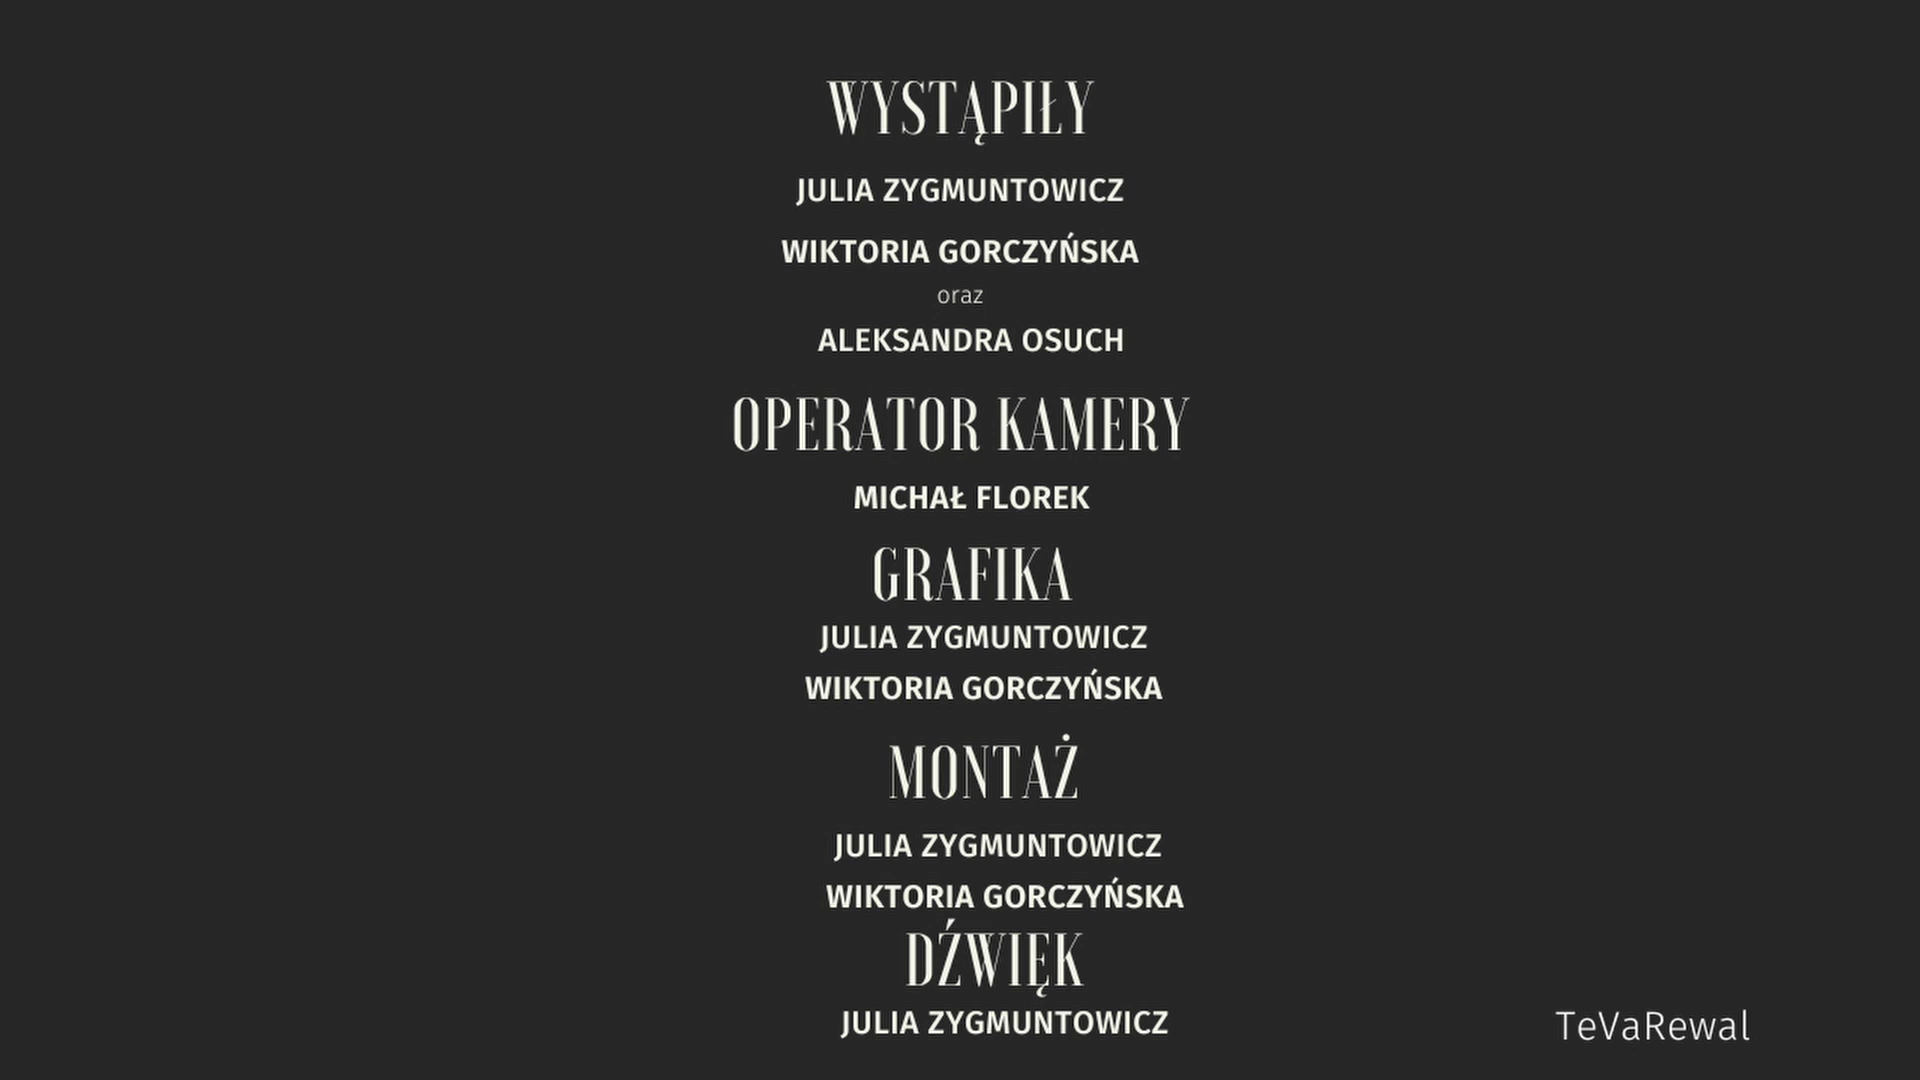 WYSTĄPIŁY
JULIA ZYGMUNTOWICZ
WIKTORIA GORCZYŃSKA
oraz
ALEKSANDRA OSUCH
OPERATOR KAMERY
MICHAŁ FLOREK
GRAFIKA
JULIA ZYGMUNTOWICZ
WIKTORIA GORCZYŃSKA
MONTAŻ
JULIA ZYGMUNTOWICZ
WIKTORIA GORCZYŃSKA
DŹWIĘK
JULIA ZYGMUNTOWICZ
TeVaRewal